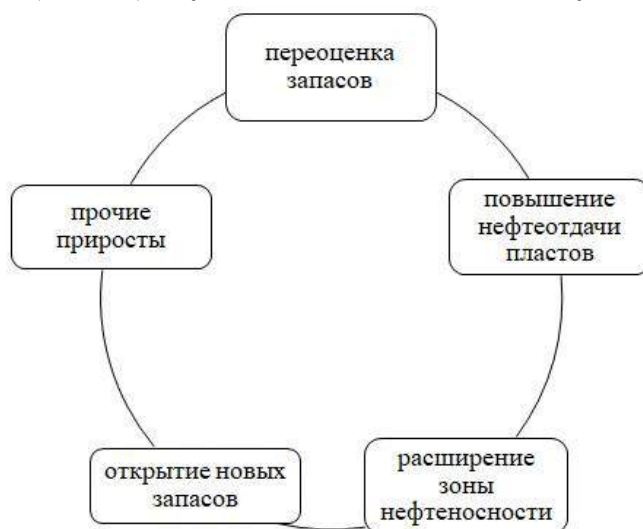 переоценка
запасов
повышение
нефтеотдачи
пластов
расширение
зоны
нефтеносности
открытие новых
запасов
прочие
приросты